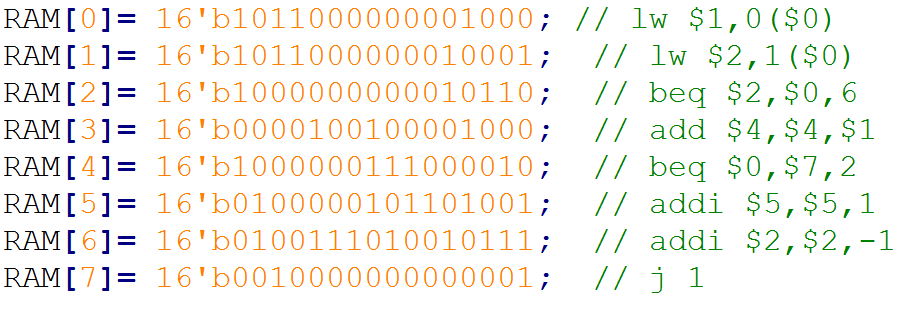 RAM[0]= 16'b1011000000001000; // lw $1,0($0)
RAM[1]= 16'b1011000000010001; // lw $2,1($0)
RAM[2]= 16'b1000000000010110; // beq $2,$0,6
RAM[3]= 16'b0000100100001000; // add $4,$4,$1
RAM[4]= 16'b1000000111000010; // beq $0,$7,2
RAM[5]= 16'b0100000101101001; // addi $5,$5,1
RAM[6]= 16'b0100111010010111; // addi $2,$2,-1
RAM[7]= 16'b0010000000000001; // j 1